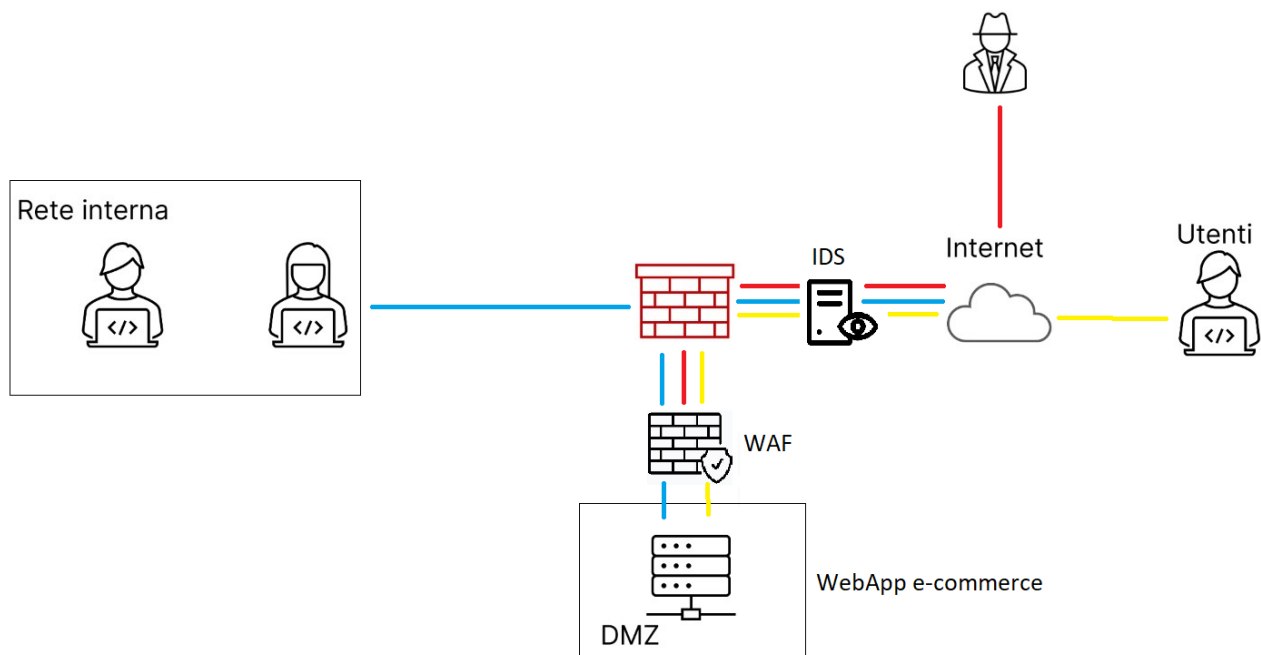 Rete interna
</>
</>
IDS
Internet
Utenti
</>
WAF
WebApp e-commerce
DMZ